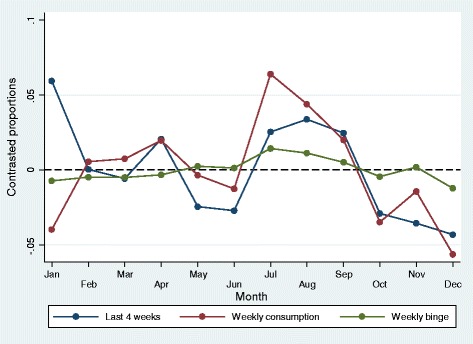 .1
.05
0
-.05
Contrasted proportions
Jan Feb Mar Apr May Jun Jul Aug Sep Oct Nov Dec
Month
Last 4 weeks Weekly consumption Weekly binge